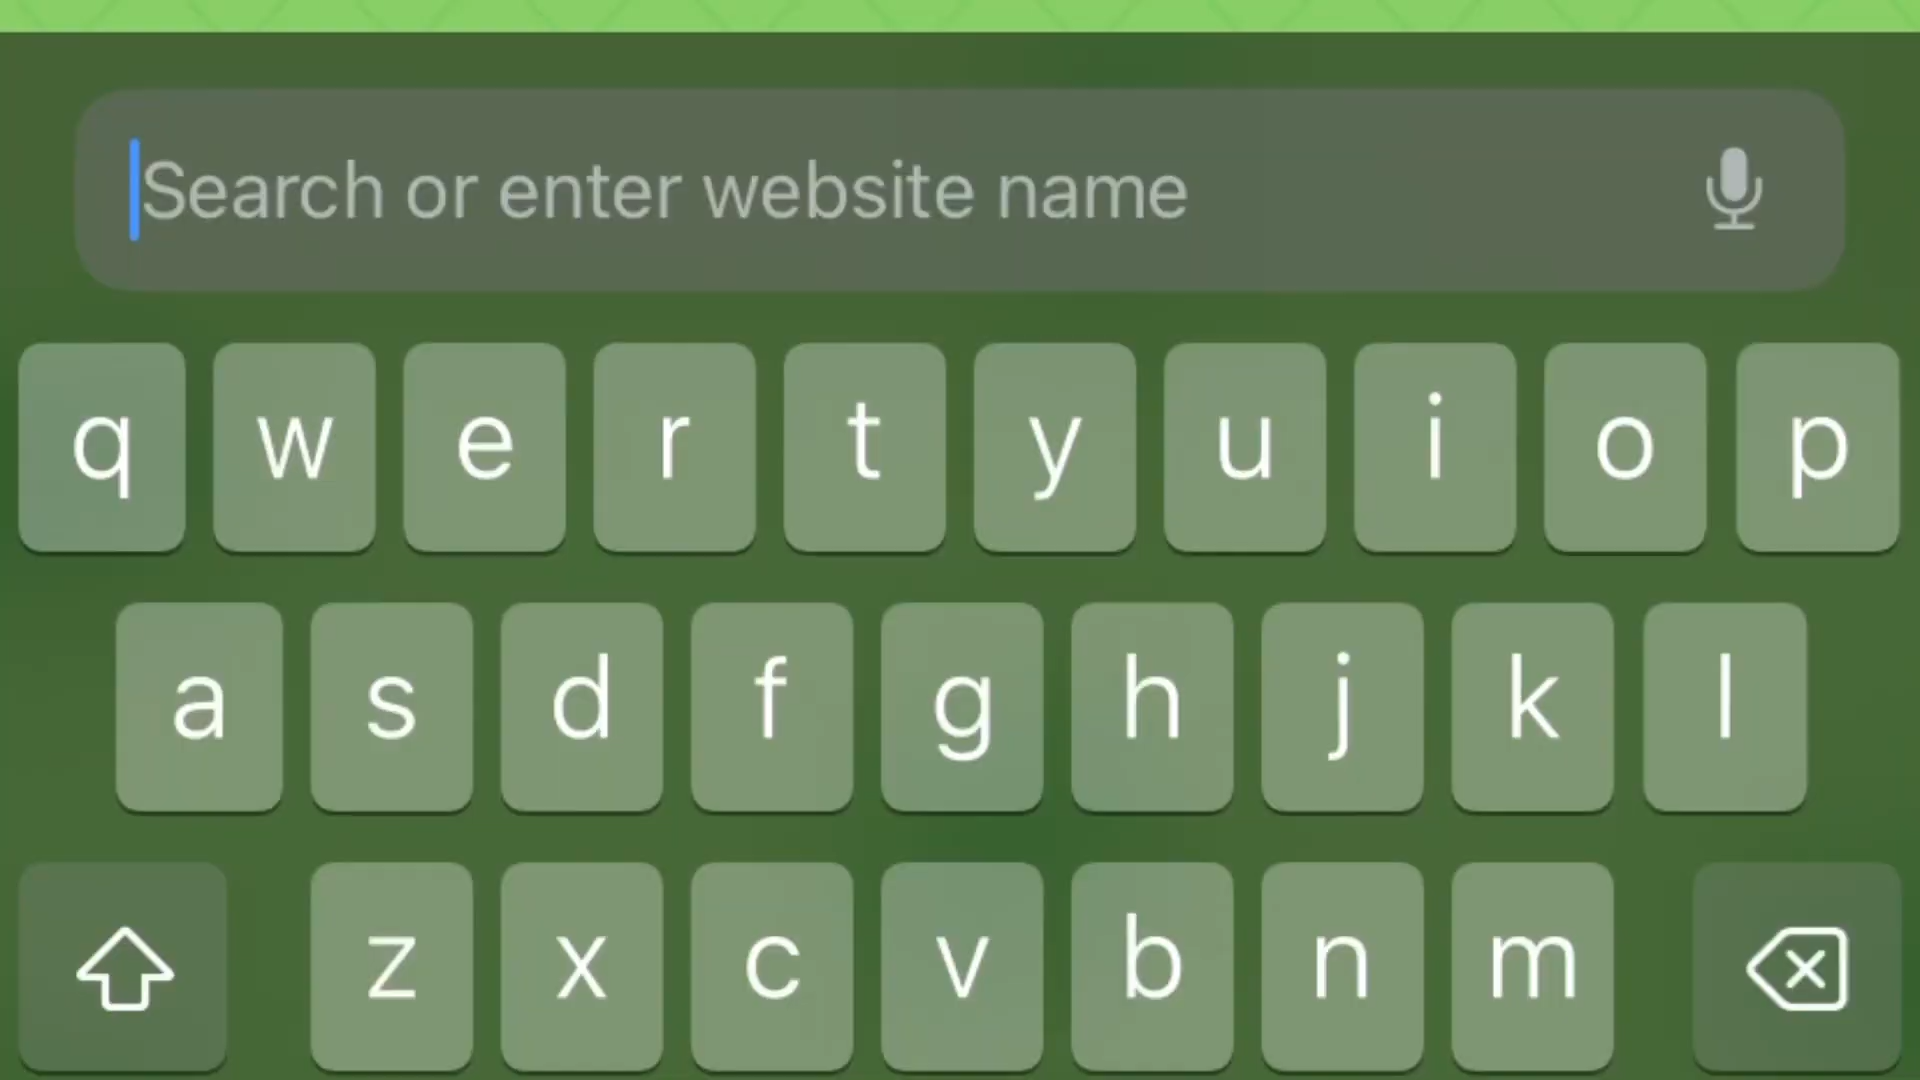 Search or enter website name
q w e r t y u i o p
a s d f g h j k l
z x c v b n m